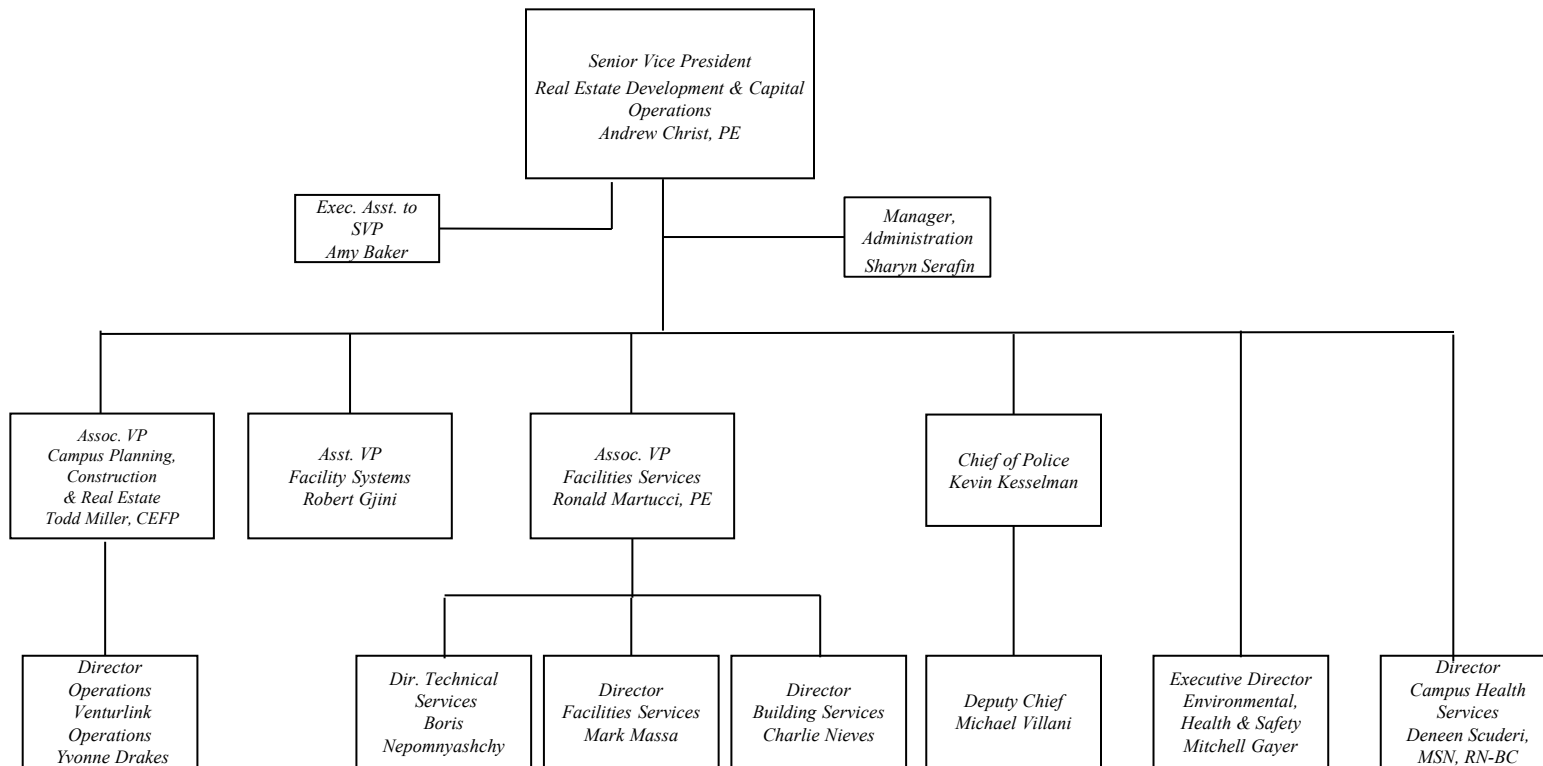 Senior Vice President
Real Estate Development & Capital
Operations
Andrew Christ, PE
Exec. Asst. to
SVP
Amy Baker
Manager,
Administration
Sharyn Serafin
Assoc. VP
Campus Planning,
Construction
& Real Estate
Todd Miller, CEFP
Asst. VP
Facility Systems
Robert Gjini
Assoc. VP
Facilities Services
Ronald Martucci, PE
Chief of Police
Kevin Kesselman
Director
Operations
Venturlink
Operations
Yvonne Drakes
Dir. Technical
Services
Boris
Nepomnyashchy
Director
Facilities Services
Mark Massa
Director
Building Services
Charlie Nieves
Deputy Chief
Michael Villani
Executive Director
Environmental,
Health & Safety
Mitchell Gayer
Director
Campus Health
Services
Deneen Scuderi,
MSN, RN-BC